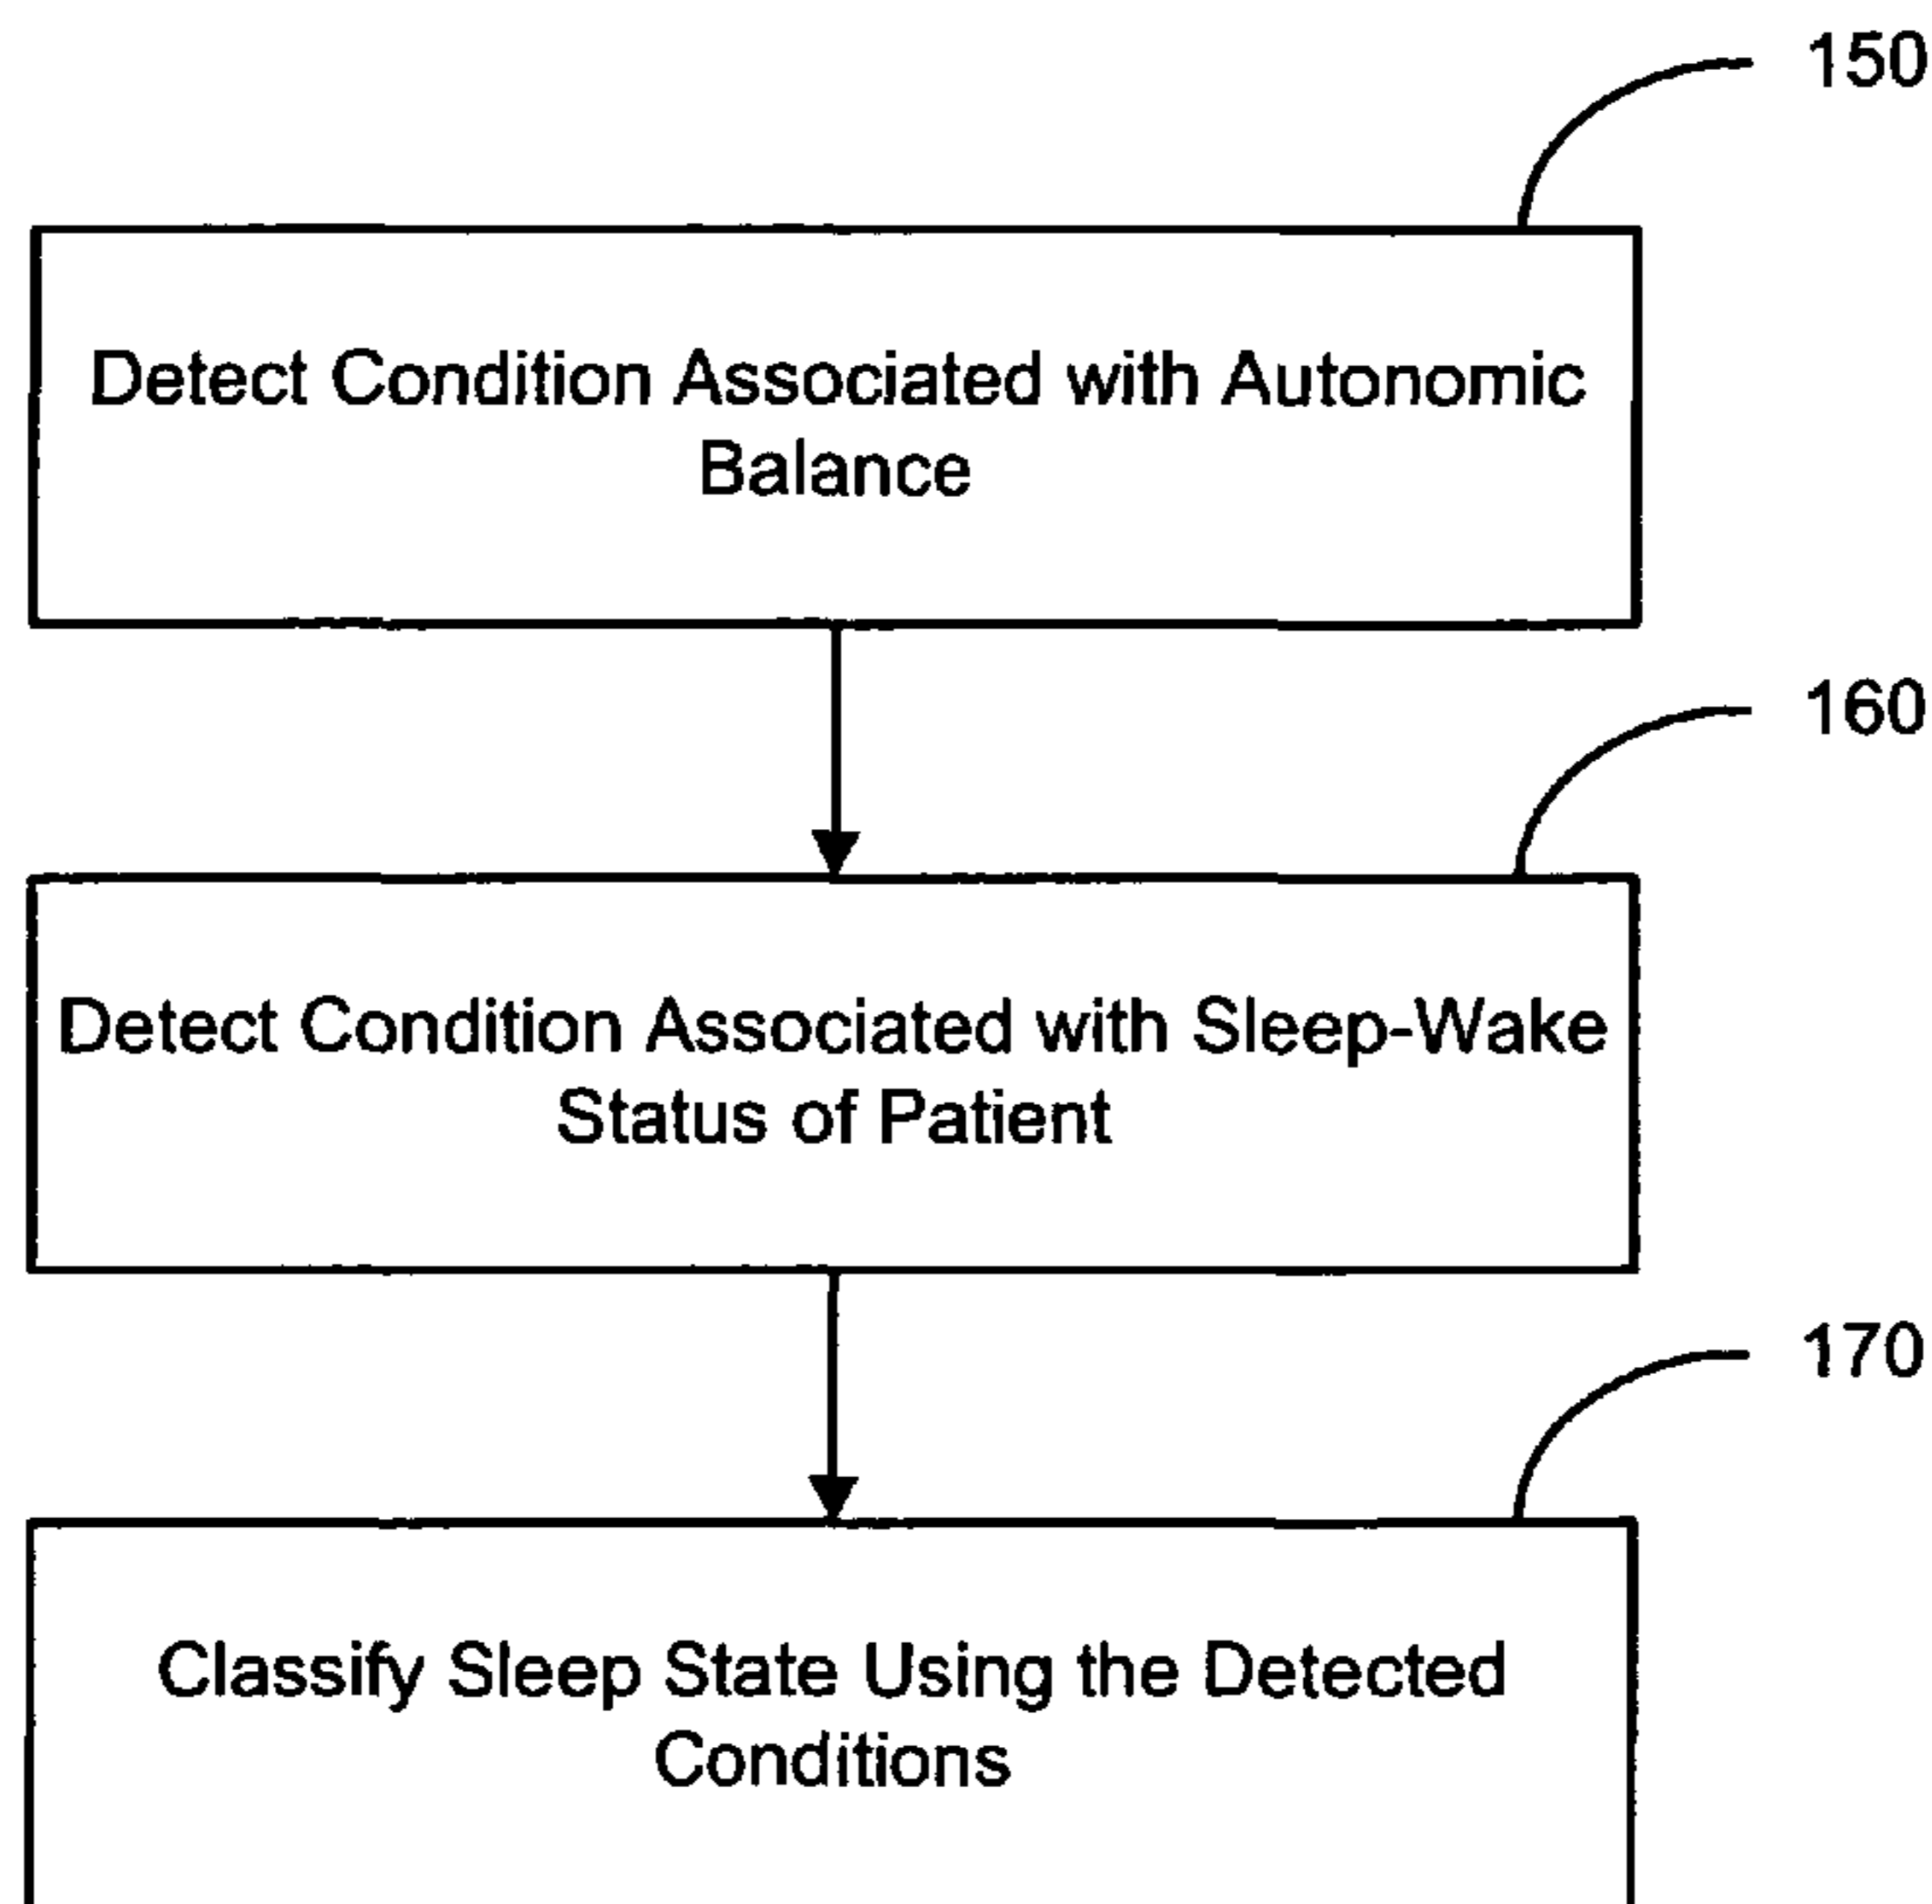 150
Detect Condition Associated with Autonomic
Balance
160
Detect Condition Associated with Sleep-Wake
Status of Patient
170
Classify Sleep State Using the Detected
Conditions